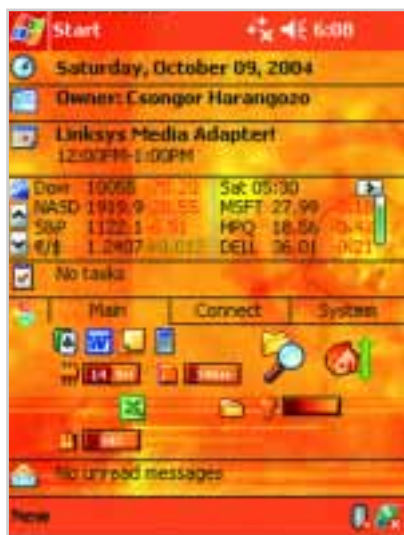 Start 6:08
Saturday, October 09, 2004
Owner: Csongor Harangozo
Linksys Media Adapter!
12:00PM-1:00PM
Dow 10055 Sat 05:30
NASD 1919.9 MSFT 27.99
S&P 1122.1 HPQ 18.56
€/$ 1.2407 DELL 36.01
No tasks
Main Connect System
No unread messages
New